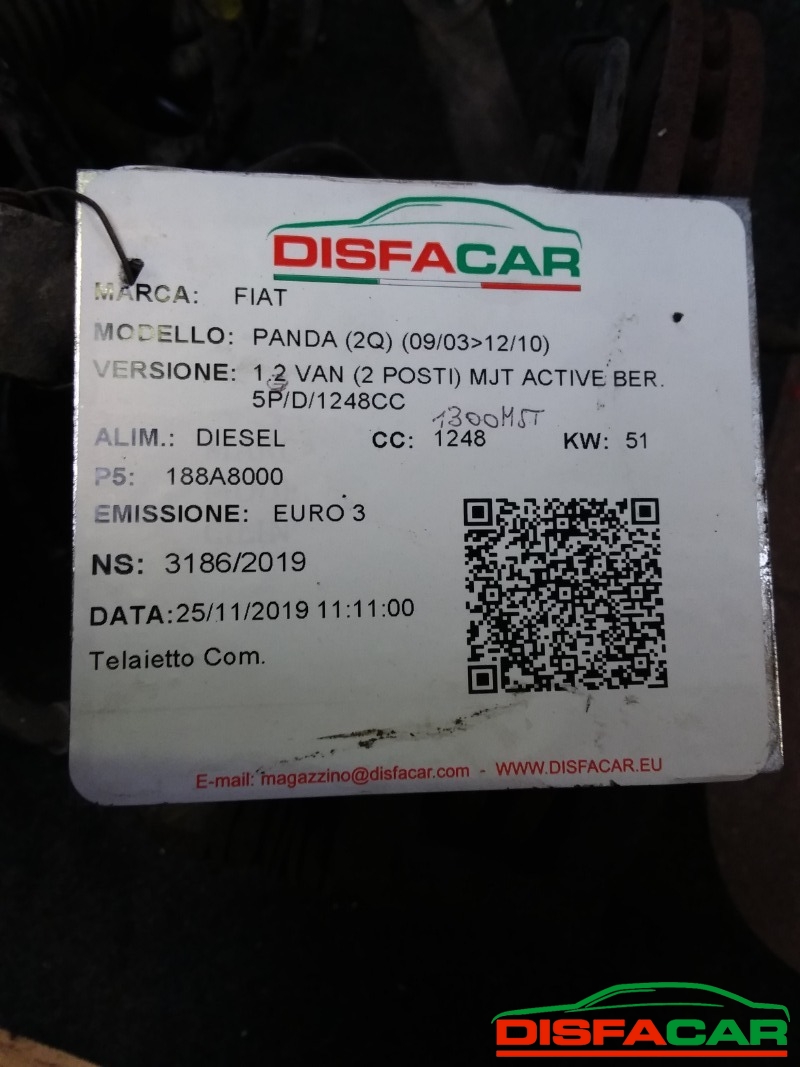 DISFACAR
MARCA: FIAT
MODELLO: PANDA (2Q) (09/03>12/10)
VERSIONE: 1.2 VAN (2 POSTI) MJT ACTIVE BER.
5P/D/1248CC
1300MJT
ALIM.: DIESEL CC: 1248 KW: 51
P5: 188A8000
EMISSIONE: EURO 3
NS: 3186/2019
DATA:25/11/2019 11:11:00
Telaietto Com.
E-mail: magazzino@disfacar.com - WWW.DISFACAR.EU
DISFACAR